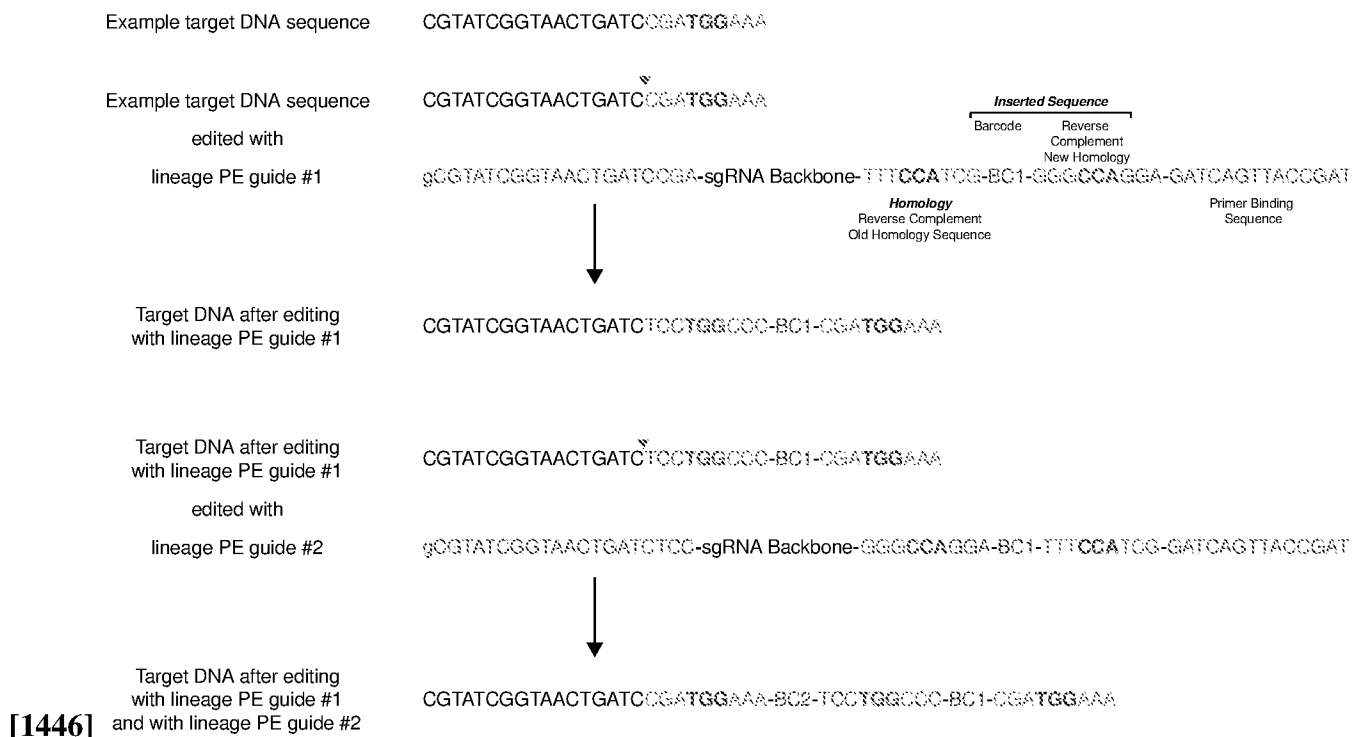 Example target DNA sequence CGTATCGGTAACTGATCCGATGGAAA
Example target DNA sequence CGTATCGGTAACTGATCCGATGGAAA
Inserted Sequence
edited with
Barcode
Reverse
Complement
New Homology
lineage PE guide #1 gCGTATCGGTAACTGATCCGA-sgRNA Backbone-TTTCCATCG-BC1-GGGCCAGGA-GATCAGTTACCGAT
Homology
Reverse Complement
Old Homology Sequence
Primer Binding
Sequence
Target DNA after editing
with lineage PE guide #1
CGTATCGGTAACTGATCTCCTGGCCC-BC1-CGATGGAAA
Target DNA after editing
with lineage PE guide #1
CGTATCGGTAACTGATCTCCTGGCCC-BC1-CGATGGAAA
edited with
lineage PE guide #2 gCGTATCGGTAACTGATCTCC-sgRNA Backbone-GGGCCAGGA-BC1-TTTCCATCG-GATCAGTTACCGAT
Target DNA after editing
with lineage PE guide #1
and with lineage PE guide #2
CGTATCGGTAACTGATCCGATGGAAA-BC2-TCCTGGCCC-BC1-CGATGGAAA
[1446]